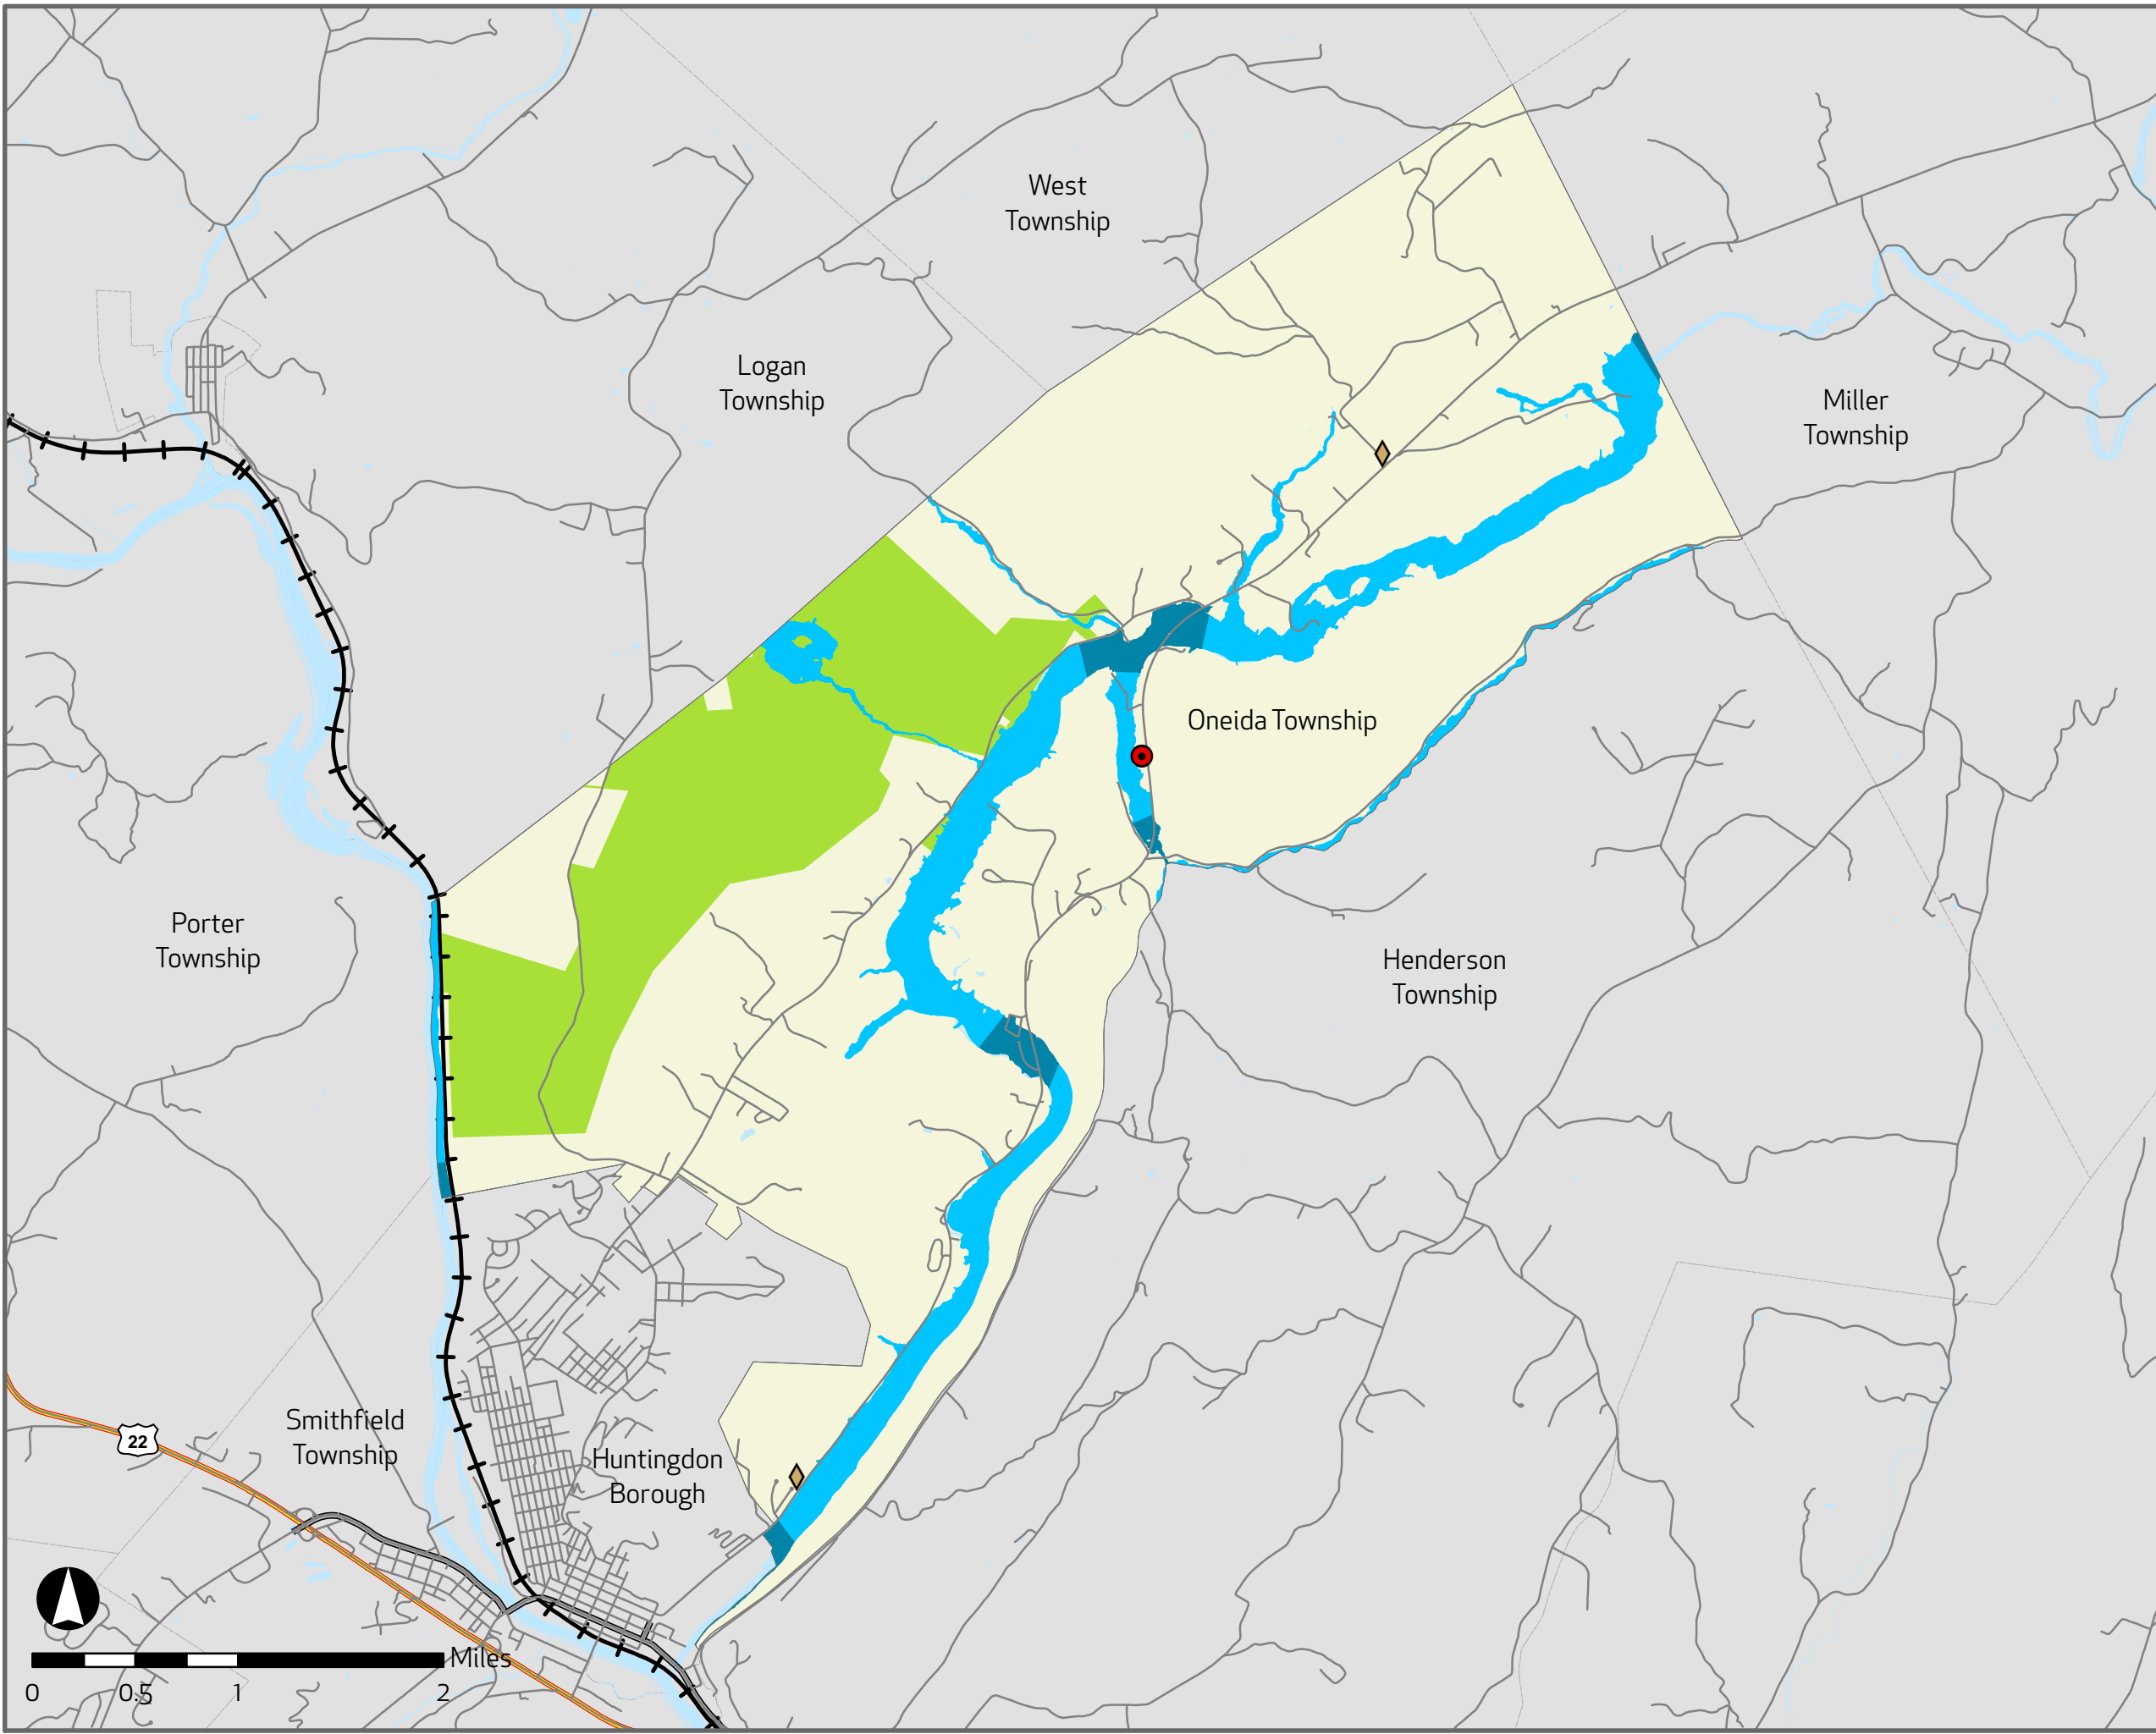 West
Township
Logan
Township
Miller
Township
Oneida Township
Porter
Township
Henderson
Township
Smithfield
Township
22
Huntingdon
Borough
Miles
0 0.5 1 2